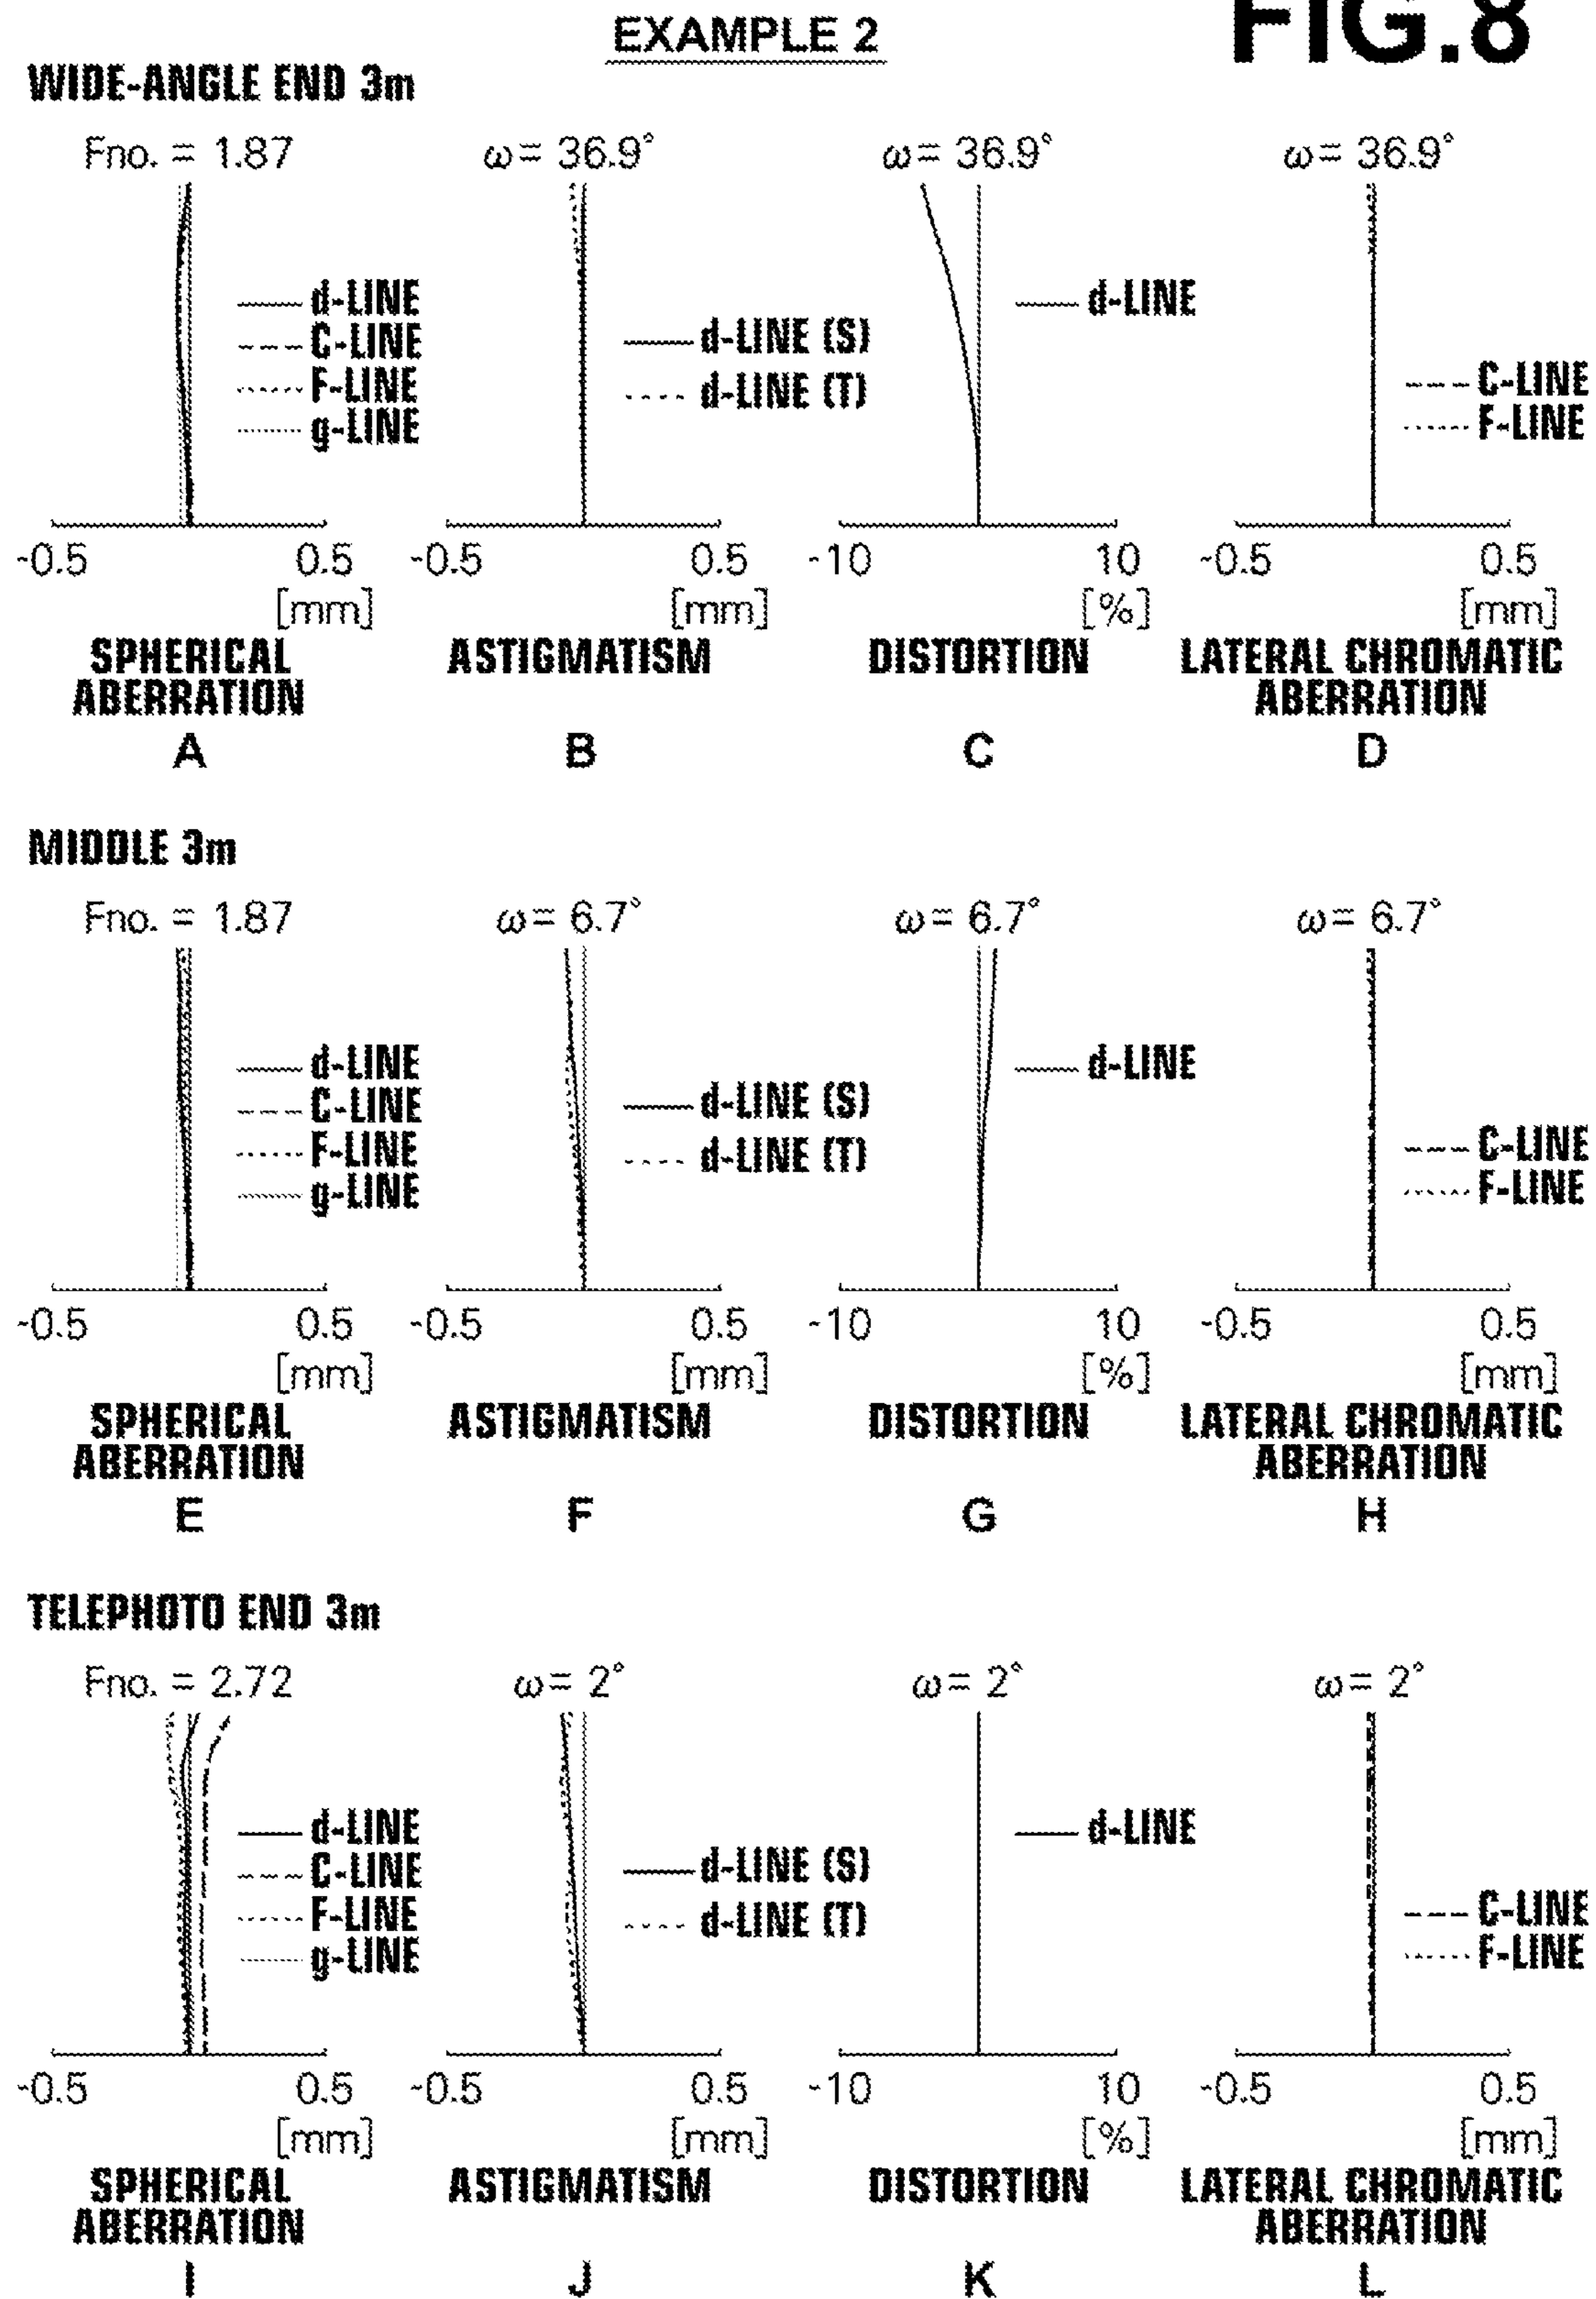 FIG.8
EXAMPLE 2
WIDE-ANGLE END 3m
Fno. = 1.87
ω= 36.9°
ω= 36.9°
ω= 36.9°
d-LINE
C-LINE
F-LINE
g-LINE
d-LINE (S)
d-LINE (T)
d-LINE
C-LINE
F-LINE
-0.5 0.5
[mm]
-0.5 0.5
[mm]
-10 10
[%]
-0.5 0.5
[mm]
SPHERICAL
ABERRATION
ASTIGMATISM
DISTORTION
LATERAL CHROMATIC
ABERRATION
A
B
C
D
MIDDLE 3m
Fno. = 1.87
ω= 6.7°
ω= 6.7°
ω= 6.7°
d-LINE
C-LINE
F-LINE
g-LINE
d-LINE (S)
d-LINE (T)
d-LINE
C-LINE
F-LINE
-0.5 0.5
[mm]
-0.5 0.5
[mm]
-10 10
[%]
-0.5 0.5
[mm]
SPHERICAL
ABERRATION
ASTIGMATISM
DISTORTION
LATERAL CHROMATIC
ABERRATION
E
F
G
H
TELEPHOTO END 3m
Fno. = 2.72
ω= 2°
ω= 2°
ω= 2°
d-LINE
C-LINE
F-LINE
g-LINE
d-LINE (S)
d-LINE (T)
d-LINE
C-LINE
F-LINE
-0.5 0.5
[mm]
-0.5 0.5
[mm]
-10 10
[%]
-0.5 0.5
[mm]
SPHERICAL
ABERRATION
ASTIGMATISM
DISTORTION
LATERAL CHROMATIC
ABERRATION
I
J
K
L